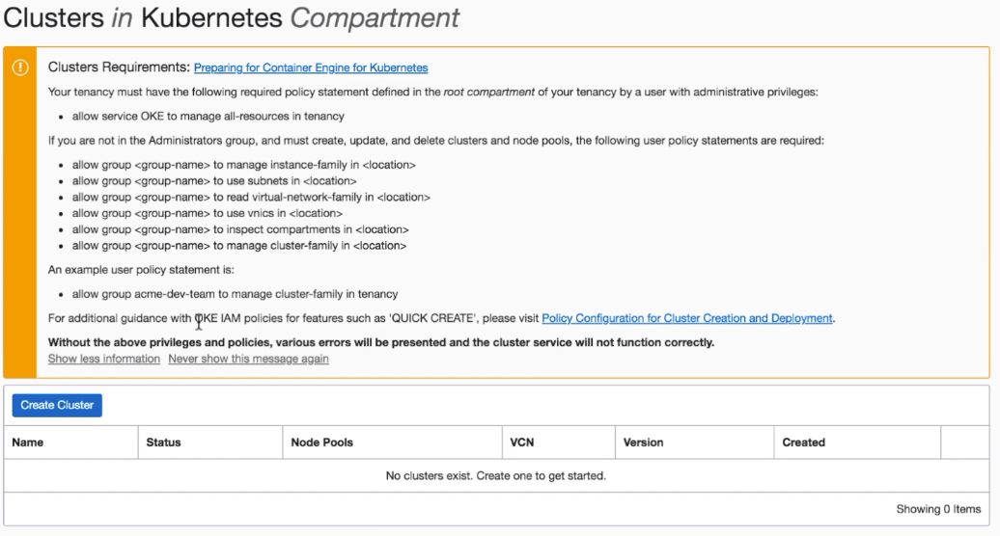 Clusters in Kubernetes Compartment
Clusters Requirements: Preparing for Container Engine for Kubernetes
Your tenancy must have the following required policy statement defined in the root compartment of your tenancy by a user with administrative privileges:
• allow service OKE to manage all-resources in tenancy
If you are not in the Administrators group, and must create, update, and delete clusters and node pools, the following user policy statements are required:
• allow group <group-name> to manage instance-family in <location>
• allow group <group-name> to use subnets in <location>
• allow group <group-name> to read virtual-network-family in <location>
• allow group <group-name> to use vnics in <location>
• allow group <group-name> to inspect compartments in <location>
• allow group <group-name> to manage cluster-family in <location>
An example user policy statement is:
• allow group acme-dev-team to manage cluster-family in tenancy
For additional guidance with OKE IAM policies for features such as 'QUICK CREATE', please visit Policy Configuration for Cluster Creation and Deployment.
Without the above privileges and policies, various errors will be presented and the cluster service will not function correctly.
Show less information Never show this message again
Create Cluster
Name Status Node Pools VCN Version Created
No clusters exist. Create one to get started.
Showing 0 Items